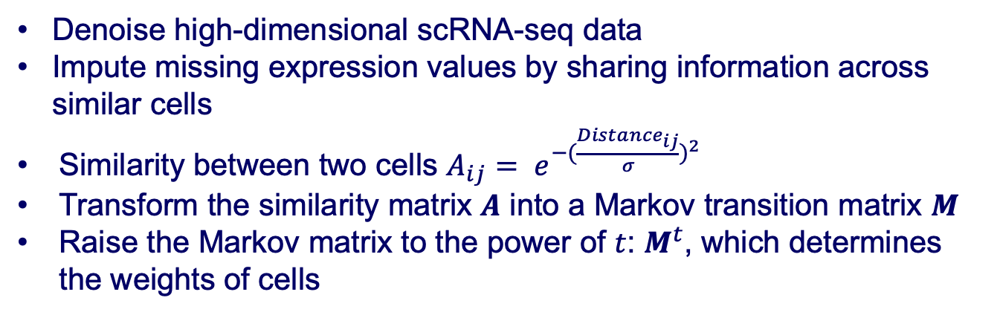 • Denoise high-dimensional scRNA-seq data
• Impute missing expression values by sharing information across
similar cells
• Similarity between two cells $A_{ij} = e^{-(\frac{Distance_{ij}}{\sigma})^2}$
• Transform the similarity matrix $\boldsymbol{A}$ into a Markov transition matrix $\boldsymbol{M}$
• Raise the Markov matrix to the power of $t$: $\boldsymbol{M}^t$, which determines
the weights of cells